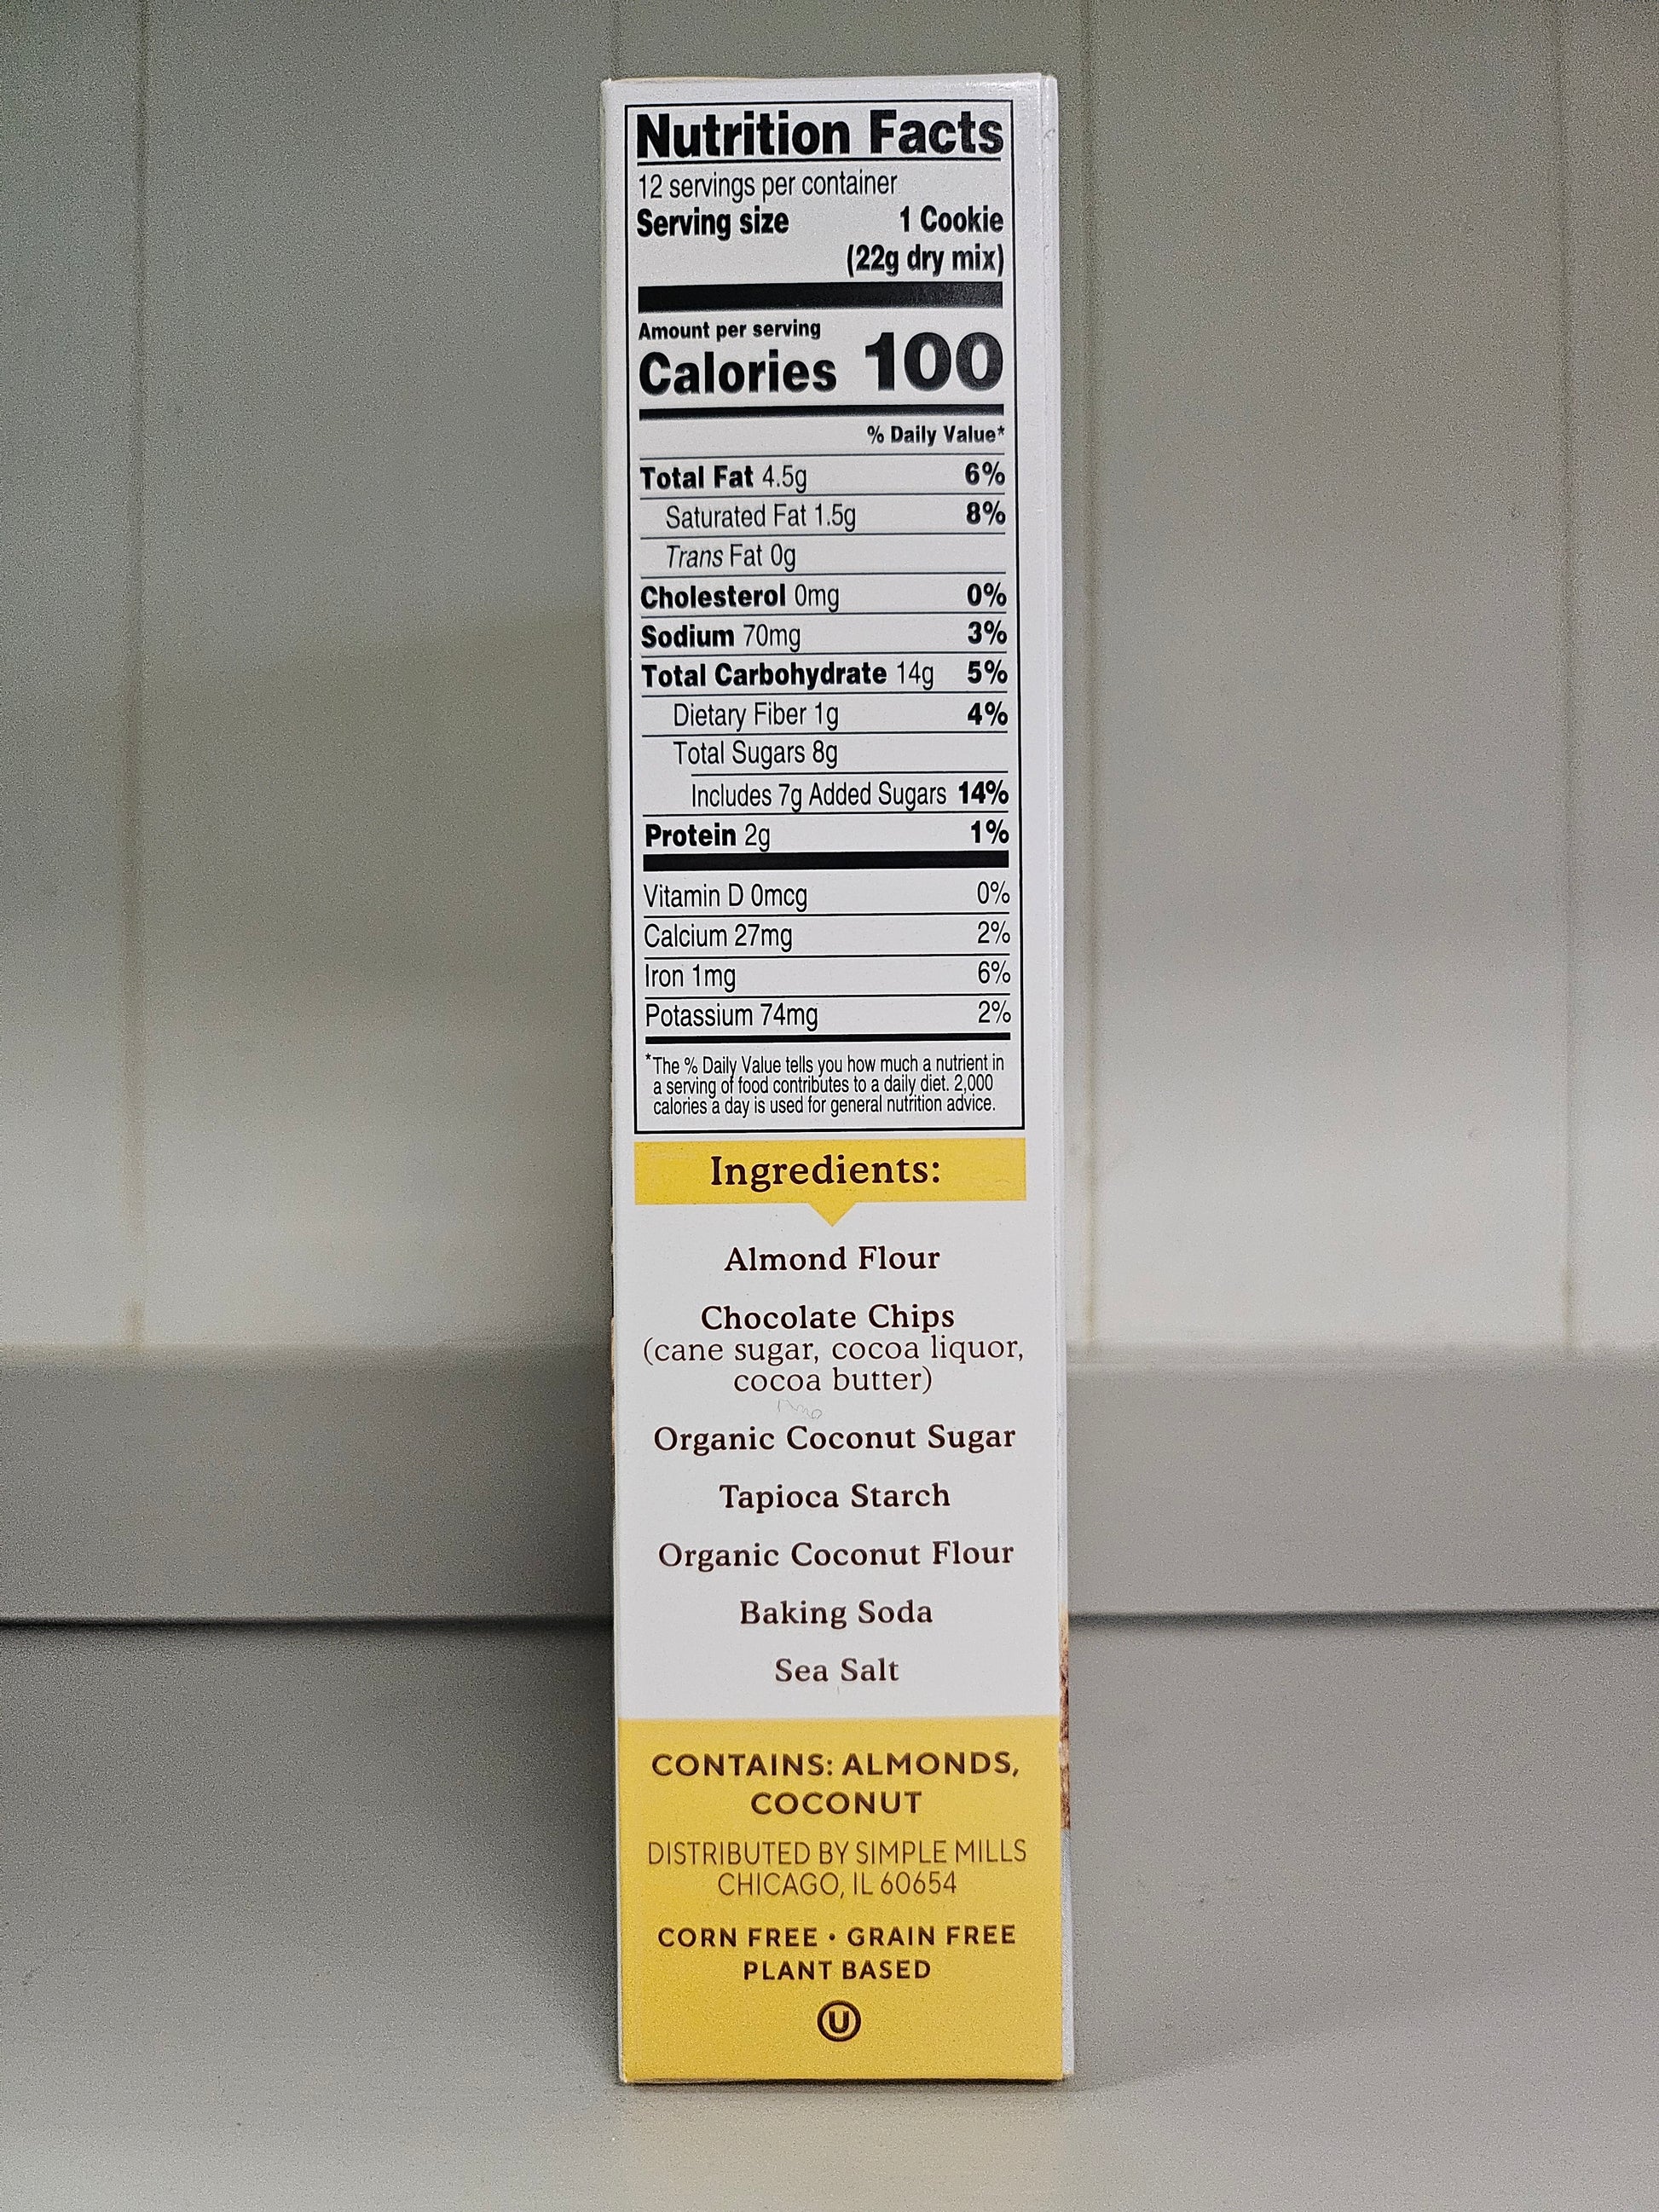 Nutrition Facts
12 servings per container
Serving size 1 Cookie
(22g dry mix)
Amount per serving
Calories 100
% Daily Value*
Total Fat 4.5g 6%
Saturated Fat 1.5g 8%
Trans Fat 0g
Cholesterol 0mg 0%
Sodium 70mg 3%
Total Carbohydrate 14g 5%
Dietary Fiber 1g 4%
Total Sugars 8g
Includes 7g Added Sugars 14%
Protein 2g 1%
Vitamin D 0mcg 0%
Calcium 27mg 2%
Iron 1mg 6%
Potassium 74mg 2%
*The % Daily Value tells you how much a nutrient in
a serving of food contributes to a daily diet. 2,000
calories a day is used for general nutrition advice.
Ingredients:
Almond Flour
Chocolate Chips
(cane sugar, cocoa liquor,
cocoa butter)
Organic Coconut Sugar
Tapioca Starch
Organic Coconut Flour
Baking Soda
Sea Salt
CONTAINS: ALMONDS,
COCONUT
DISTRIBUTED BY SIMPLE MILLS
CHICAGO, IL 60654
CORN FREE • GRAIN FREE
PLANT BASED
U